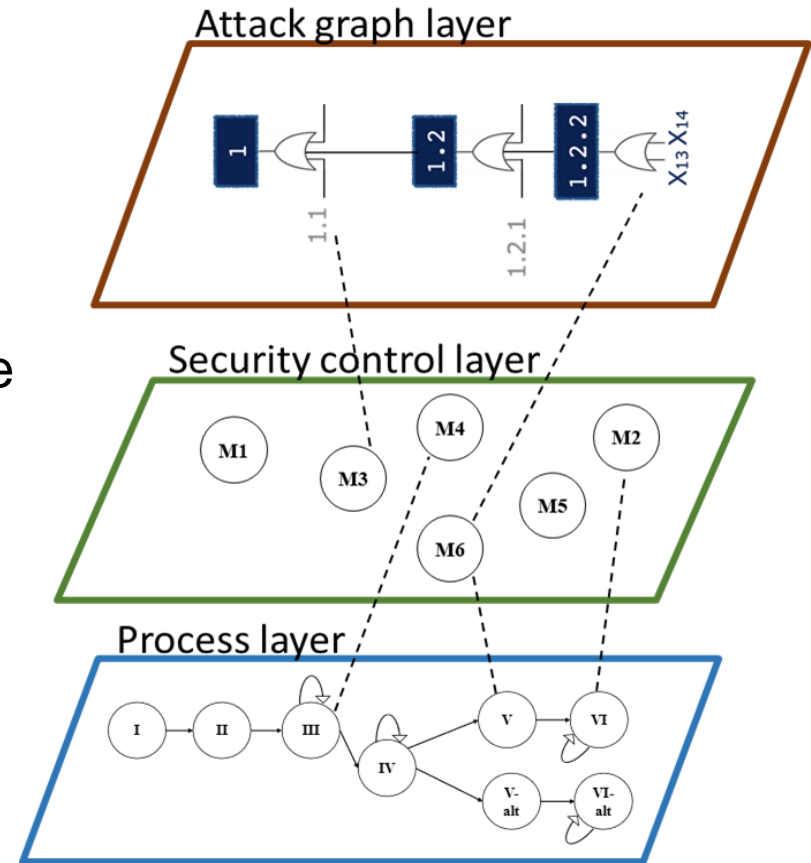 Attack graph layer
1
1.1
1.2
1.2.1
1.2.2
X₁₃ X₁₄
e
Security control layer
M1
M3
M4
M6
M5
M2
Process layer
I
II
III
IV
V
VI
V-
alt
VI-
alt